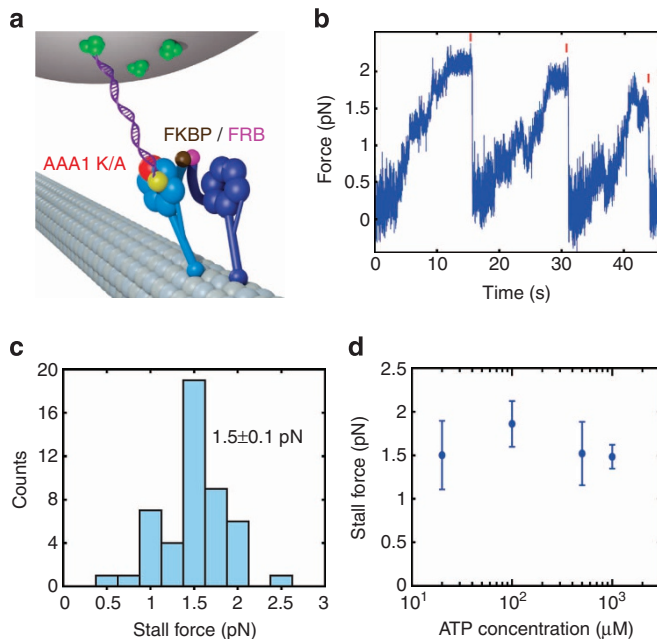 a
FKBP / FRB
AAA1 K/A
b
Force (pN)
2
1.5
1
0.5
0
0 10 20 30 40
Time (s)
c
Counts
20
16
12
8
4
0
1.5±0.1 pN
0 0.5 1 1.5 2 2.5 3
Stall force (pN)
d
Stall force (pN)
2.5
2
1.5
1
0.5
0
10¹ 10² 10³
ATP concentration (μM)